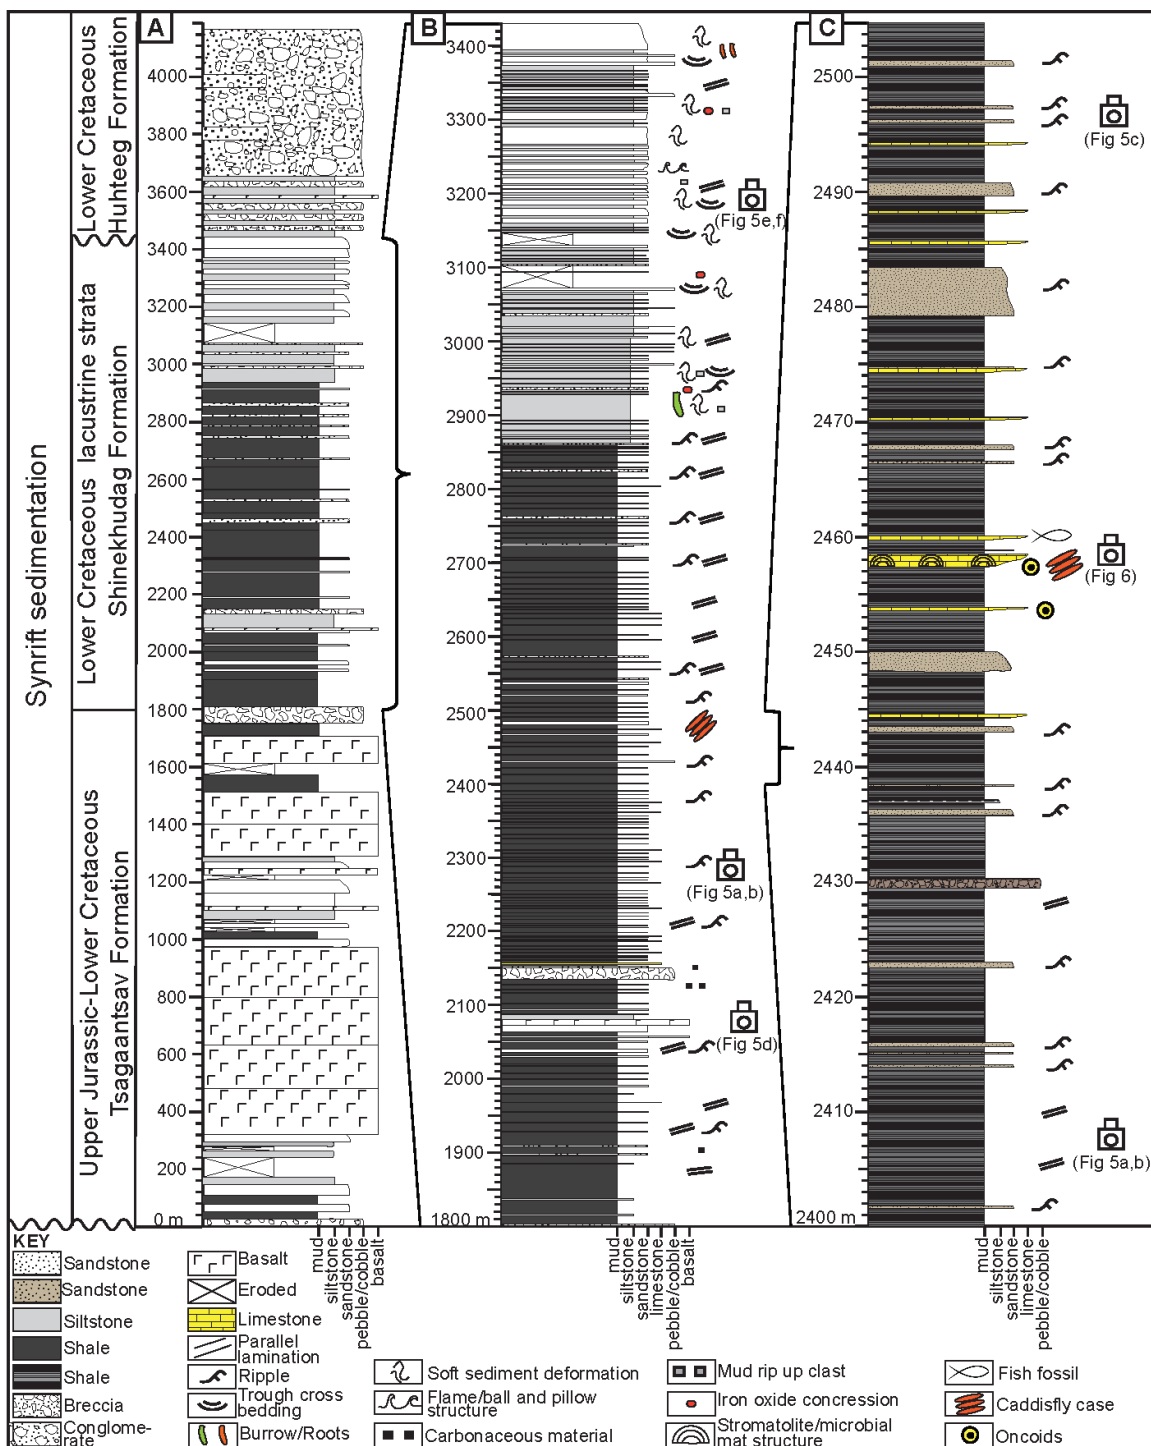 Synrift sedimentation
Lower Cretaceous
Huhteeg Formation
Lower Cretaceous lacustrine strata
Shinekhudag Formation
Upper Jurassic-Lower Cretaceous
Tsagaantsav Formation
A
4000
3800
3600
3400
3200
3000
2800
2600
2400
2200
2000
1800
1600
1400
1200
1000
800
600
400
200
0 m
mud
siltstone
sandstone
pebble/cobble
basalt
B
3400
3300
3200
3100
3000
2900
2800
2700
2600
2500
2400
2300
2200
2100
2000
1900
1800 m
(Fig 5e,f)
(Fig 5a,b)
(Fig 5d)
mud
siltstone
sandstone
limestone
pebble/cobble
basalt
C
2500
2490
2480
2470
2460
2450
2440
2430
2420
2410
2400 m
(Fig 5c)
(Fig 6)
(Fig 5a,b)
mud
siltstone
sandstone
limestone
pebble/cobble
KEY
Sandstone
Sandstone
Siltstone
Shale
Shale
Breccia
Conglome-
rate
Basalt
Eroded
Limestone
Parallel
lamination
Ripple
Trough cross
bedding
Burrow/Roots
Soft sediment deformation
Flame/ball and pillow
structure
Carbonaceous material
Mud rip up clast
Iron oxide concression
Stromatolite/microbial
mat structure
Fish fossil
Caddisfly case
Oncoids